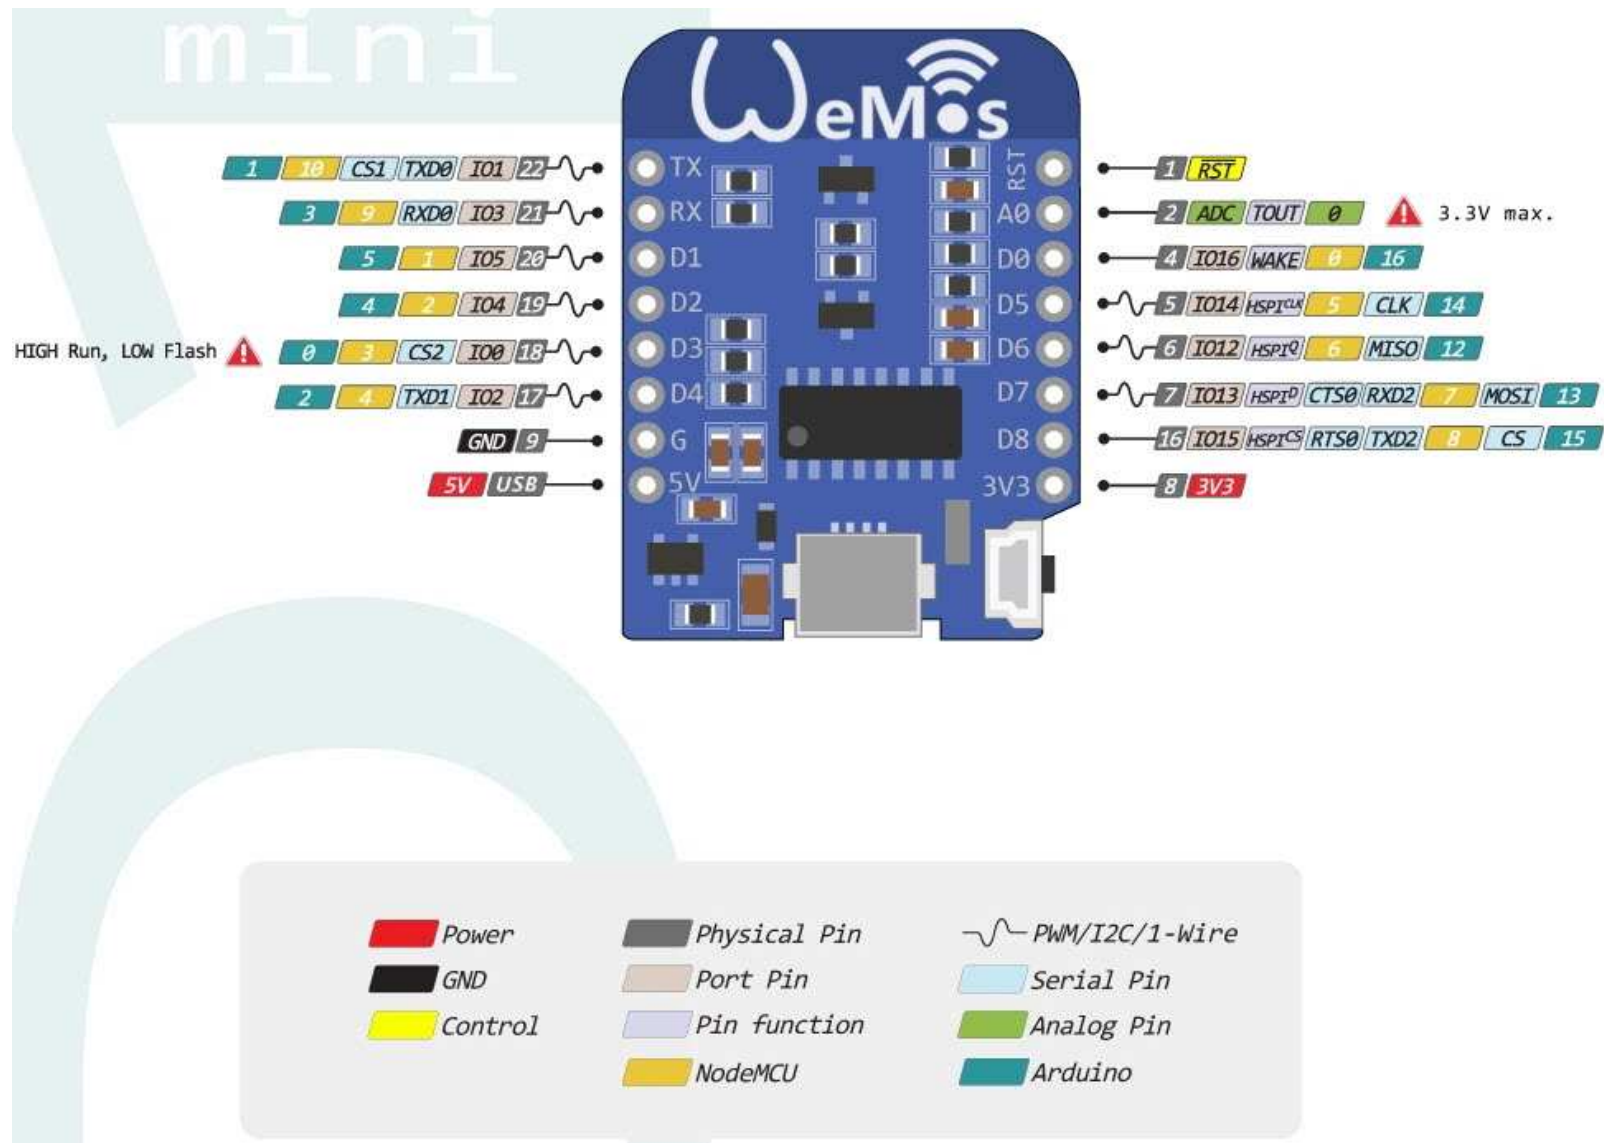 mini
WeMos
1 10 CS1 TXD0 IO1 22 TX RST 1 RST
3 9 RXD0 IO3 21 RX A0 2 ADC TOUT 0 3.3V max.
5 1 IO5 20 D1 D0 4 IO16 WAKE 0 16
4 2 IO4 19 D2 D5 5 IO14 HSPICLK 5 CLK 14
HIGH Run, LOW Flash 0 3 CS2 IO0 18 D3 D6 6 IO12 HSPIQ 6 MISO 12
2 4 TXD1 IO2 17 D4 D7 7 IO13 HSPID CTS0 RXD2 7 MOSI 13
GND 9 G D8 16 IO15 HSPICS RTS0 TXD2 8 CS 15
5V USB 5V 3V3 8 3V3
Power Physical Pin PWM/I2C/1-Wire
GND Port Pin Serial Pin
Control Pin function Analog Pin
NodeMCU Arduino